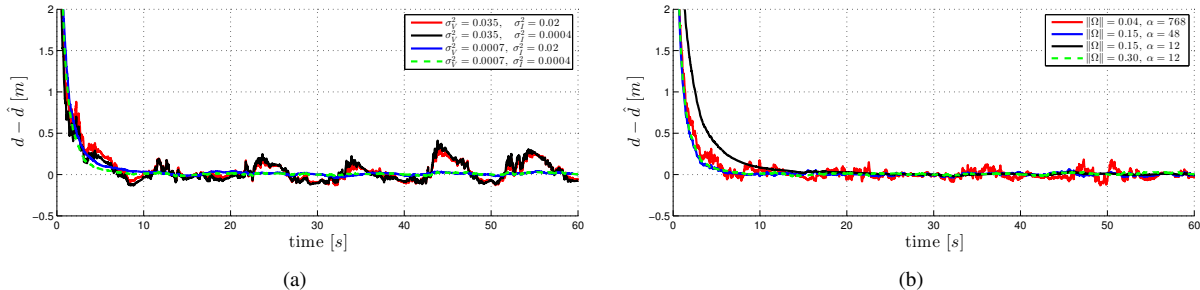 2
1.5
1
0.5
0
−0.5
d − d̂ [m]
0 10 20 30 40 50 60
time [s]
σ²_V = 0.035, σ²_I = 0.02
σ²_V = 0.035, σ²_I = 0.0004
σ²_V = 0.0007, σ²_I = 0.02
σ²_V = 0.0007, σ²_I = 0.0004
(a)
2
1.5
1
0.5
0
−0.5
d − d̂ [m]
0 10 20 30 40 50 60
time [s]
‖Ω‖ = 0.04, α = 768
‖Ω‖ = 0.15, α = 48
‖Ω‖ = 0.15, α = 12
‖Ω‖ = 0.30, α = 12
(b)